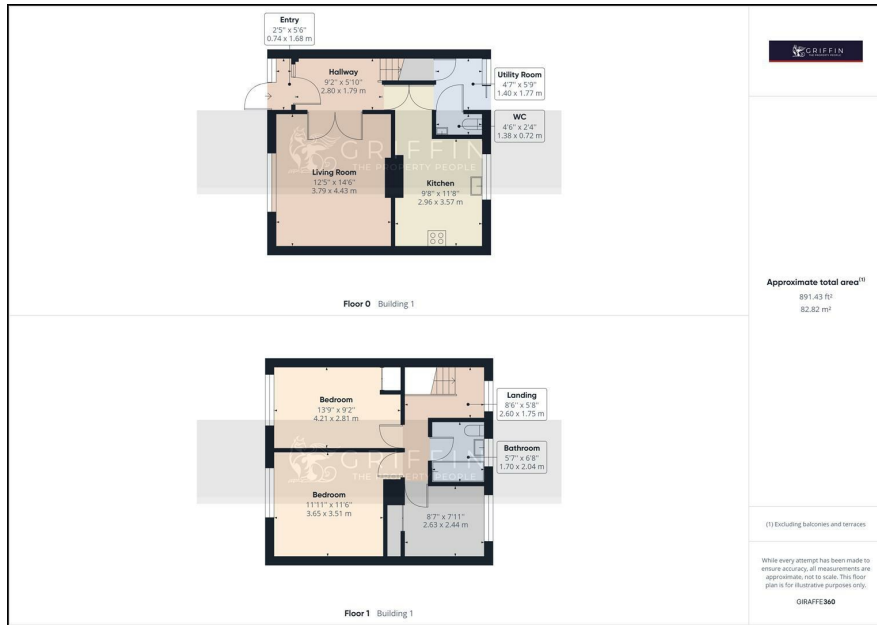 Entry
2'5" x 5'6"
0.74 x 1.68 m
Hallway
9'2" x 5'10"
2.80 x 1.79 m
Utility Room
4'7" x 5'9"
1.40 x 1.77 m
WC
4'6" x 2'4"
1.38 x 0.72 m
GRIFFIN
THE PROPERTY PEOPLE
Living Room
12'5" x 14'6"
3.79 x 4.43 m
Kitchen
9'8" x 11'8"
2.96 x 3.57 m
Floor 0 Building 1
Bedroom
13'9" x 9'2"
4.21 x 2.81 m
Landing
8'6" x 5'8"
2.60 x 1.75 m
Bathroom
5'7" x 6'8"
1.70 x 2.04 m
GRIFFIN
THE PROPERTY PEOPLE
Bedroom
11'11" x 11'6"
3.65 x 3.51 m
8'7" x 7'11"
2.63 x 2.44 m
Floor 1 Building 1
GRIFFIN
THE PROPERTY PEOPLE
Approximate total area(1)
891.43 ft²
82.82 m²
(1) Excluding balconies and terraces
While every attempt has been made to
ensure accuracy, all measurements are
approximate, not to scale. This floor
plan is for illustrative purposes only.
GIRAFFE360